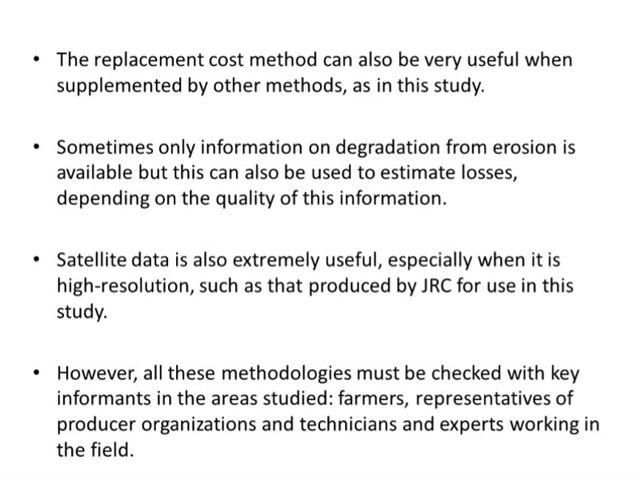 • The replacement cost method can also be very useful when
supplemented by other methods, as in this study.
• Sometimes only information on degradation from erosion is
available but this can also be used to estimate losses,
depending on the quality of this information.
• Satellite data is also extremely useful, especially when it is
high-resolution, such as that produced by JRC for use in this
study.
• However, all these methodologies must be checked with key
informants in the areas studied: farmers, representatives of
producer organizations and technicians and experts working in
the field.